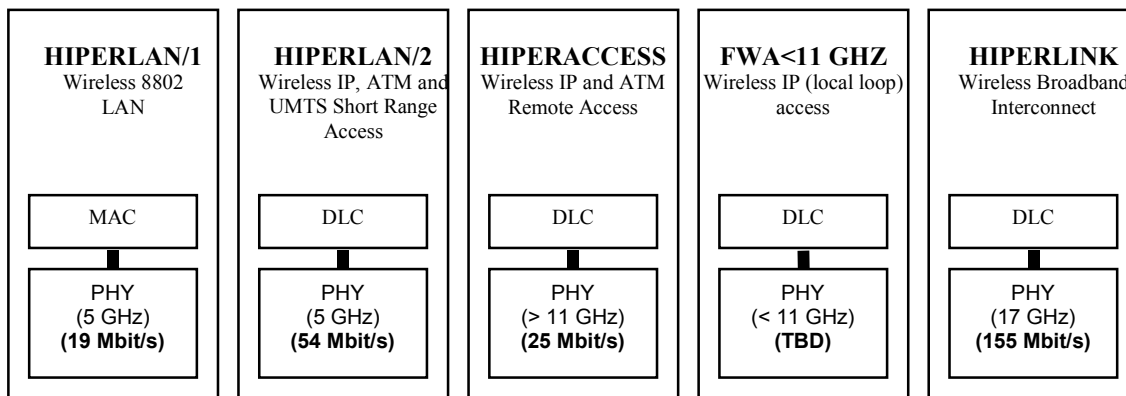 HIPERLAN/1
Wireless 8802
LAN
MAC
PHY
(5 GHz)
(19 Mbit/s)
HIPERLAN/2
Wireless IP, ATM and
UMTS Short Range
Access
DLC
PHY
(5 GHz)
(54 Mbit/s)
HIPERACCESS
Wireless IP and ATM
Remote Access
DLC
PHY
(> 11 GHz)
(25 Mbit/s)
FWA<11 GHZ
Wireless IP (local loop)
access
DLC
PHY
(< 11 GHz)
(TBD)
HIPERLINK
Wireless Broadband
Interconnect
DLC
PHY
(17 GHz)
(155 Mbit/s)